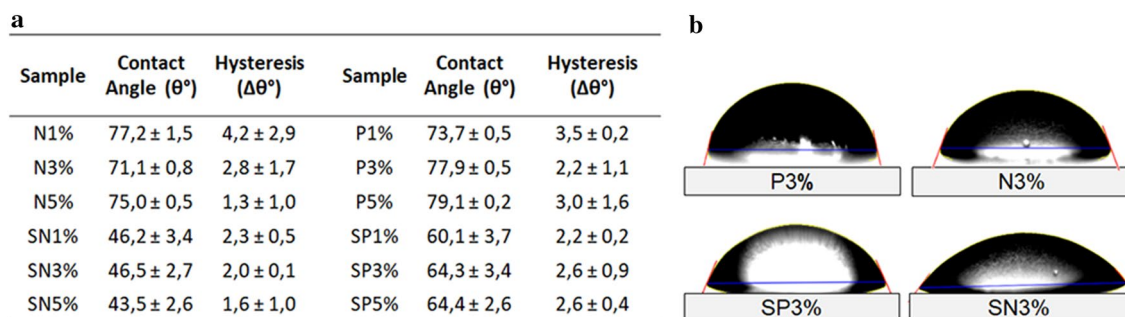 a
b
Sample Contact Angle (θ°) Hysteresis (Δθ°) Sample Contact Angle (θ°) Hysteresis (Δθ°)
N1% 77,2 ± 1,5 4,2 ± 2,9 P1% 73,7 ± 0,5 3,5 ± 0,2
N3% 71,1 ± 0,8 2,8 ± 1,7 P3% 77,9 ± 0,5 2,2 ± 1,1
N5% 75,0 ± 0,5 1,3 ± 1,0 P5% 79,1 ± 0,2 3,0 ± 1,6
SN1% 46,2 ± 3,4 2,3 ± 0,5 SP1% 60,1 ± 3,7 2,2 ± 0,2
SN3% 46,5 ± 2,7 2,0 ± 0,1 SP3% 64,3 ± 3,4 2,6 ± 0,9
SN5% 43,5 ± 2,6 1,6 ± 1,0 SP5% 64,4 ± 2,6 2,6 ± 0,4
P3% N3%
SP3% SN3%